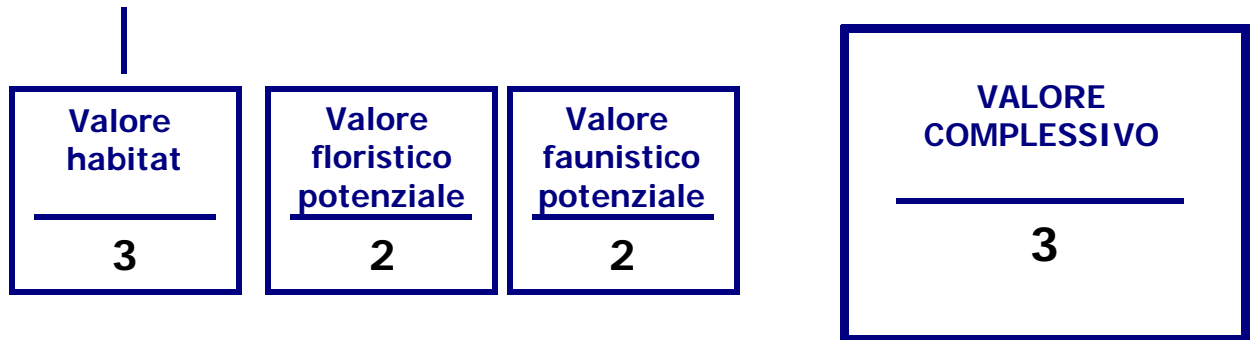 Valore
habitat
3
Valore
floristico
potenziale
2
Valore
faunistico
potenziale
2
VALORE
COMPLESSIVO
3